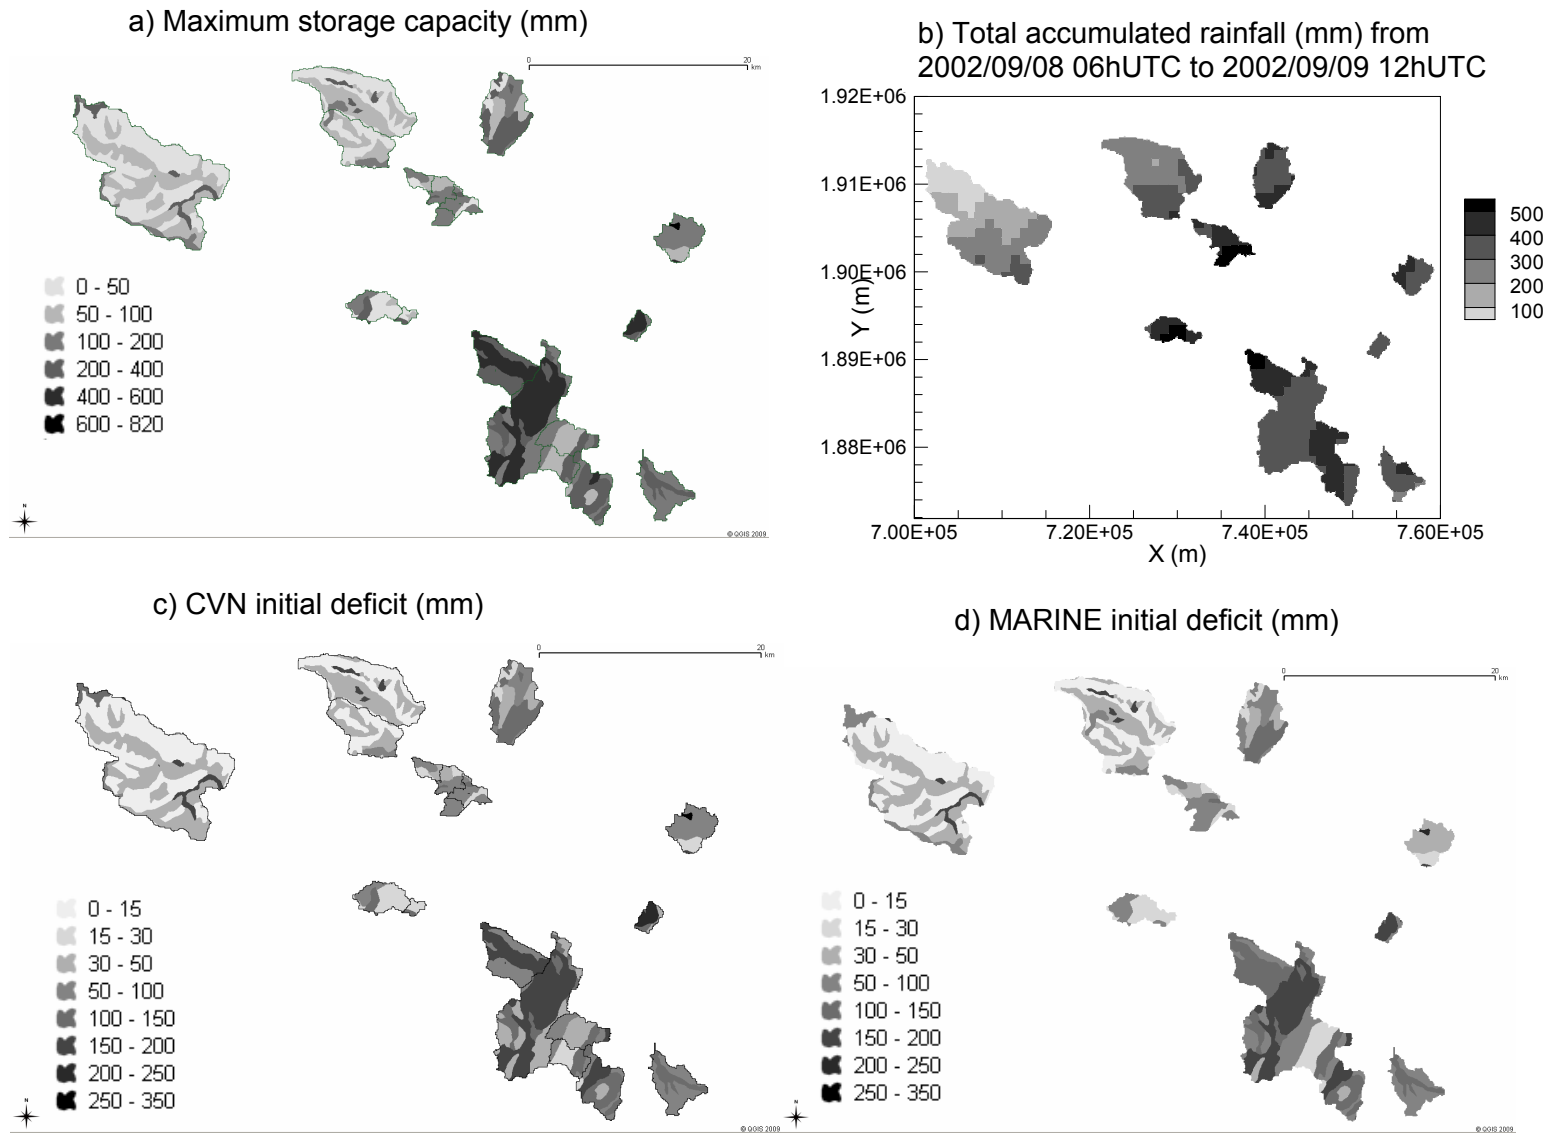 a) Maximum storage capacity (mm)
0 20
km
0 - 50
50 - 100
100 - 200
200 - 400
400 - 600
600 - 820
N
© QGIS 2009
b) Total accumulated rainfall (mm) from
2002/09/08 06hUTC to 2002/09/09 12hUTC
1.92E+06
1.91E+06
1.90E+06
1.89E+06
1.88E+06
Y (m)
7.00E+05 7.20E+05 7.40E+05 7.60E+05
X (m)
500
400
300
200
100
c) CVN initial deficit (mm)
0 20
km
0 - 15
15 - 30
30 - 50
50 - 100
100 - 150
150 - 200
200 - 250
250 - 350
N
© QGIS 2009
d) MARINE initial deficit (mm)
0 20
km
0 - 15
15 - 30
30 - 50
50 - 100
100 - 150
150 - 200
200 - 250
250 - 350
N
© QGIS 2009